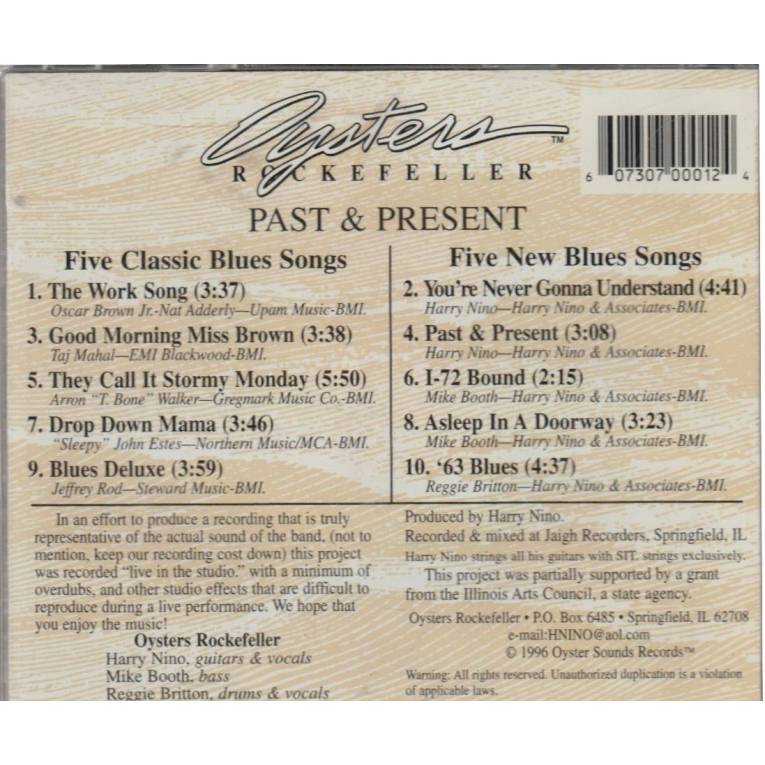 Oysters™
ROCKEFELLER
6 07307 00012 4
PAST & PRESENT
Five Classic Blues Songs
1. The Work Song (3:37)
Oscar Brown Jr.-Nat Adderly—Upam Music-BMI.
3. Good Morning Miss Brown (3:38)
Taj Mahal—EMI Blackwood-BMI.
5. They Call It Stormy Monday (5:50)
Arron "T. Bone" Walker—Gregmark Music Co.-BMI.
7. Drop Down Mama (3:46)
"Sleepy" John Estes—Northern Music/MCA-BMI.
9. Blues Deluxe (3:59)
Jeffrey Rod—Steward Music-BMI.
Five New Blues Songs
2. You're Never Gonna Understand (4:41)
Harry Nino—Harry Nino & Associates-BMI.
4. Past & Present (3:08)
Harry Nino—Harry Nino & Associates-BMI.
6. I-72 Bound (2:15)
Mike Booth—Harry Nino & Associates-BMI.
8. Asleep In A Doorway (3:23)
Mike Booth—Harry Nino & Associates-BMI.
10. ‘63 Blues (4:37)
Reggie Britton—Harry Nino & Associates-BMI.
In an effort to produce a recording that is truly
representative of the actual sound of the band, (not to
mention, keep our recording cost down) this project
was recorded "live in the studio." with a minimum of
overdubs, and other studio effects that are difficult to
reproduce during a live performance. We hope that
you enjoy the music!
Oysters Rockefeller
Harry Nino, guitars & vocals
Mike Booth, bass
Reggie Britton, drums & vocals
Produced by Harry Nino.
Recorded & mixed at Jaigh Recorders, Springfield, IL
Harry Nino strings all his guitars with SIT. strings exclusively.
This project was partially supported by a grant
from the Illinois Arts Council, a state agency.
Oysters Rockefeller • P.O. Box 6485 • Springfield, IL 62708
e-mail:HNINO@aol.com
© 1996 Oyster Sounds Records™
Warning: All rights reserved. Unauthorized duplication is a violation
of applicable laws.